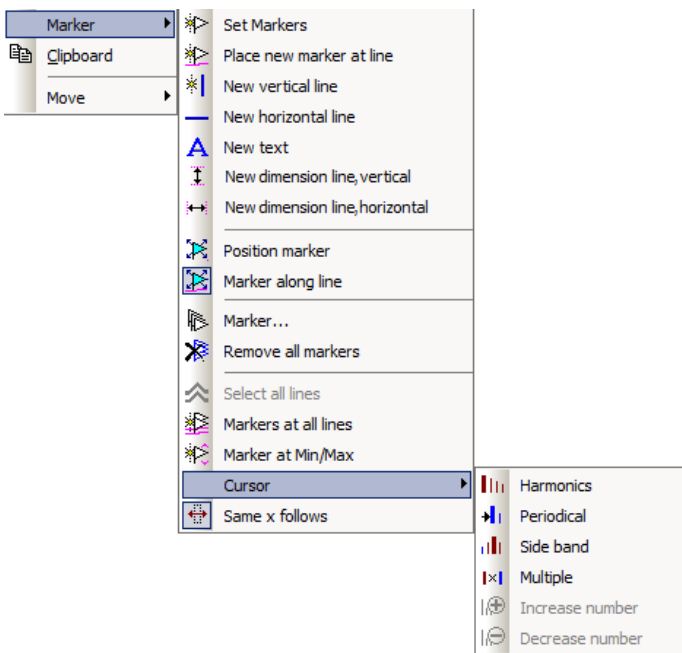 Marker
Clipboard
Move
Set Markers
Place new marker at line
New vertical line
New horizontal line
New text
New dimension line,vertical
New dimension line,horizontal
Position marker
Marker along line
Marker...
Remove all markers
Select all lines
Markers at all lines
Marker at Min/Max
Cursor
Same x follows
Harmonics
Periodical
Side band
Multiple
Increase number
Decrease number